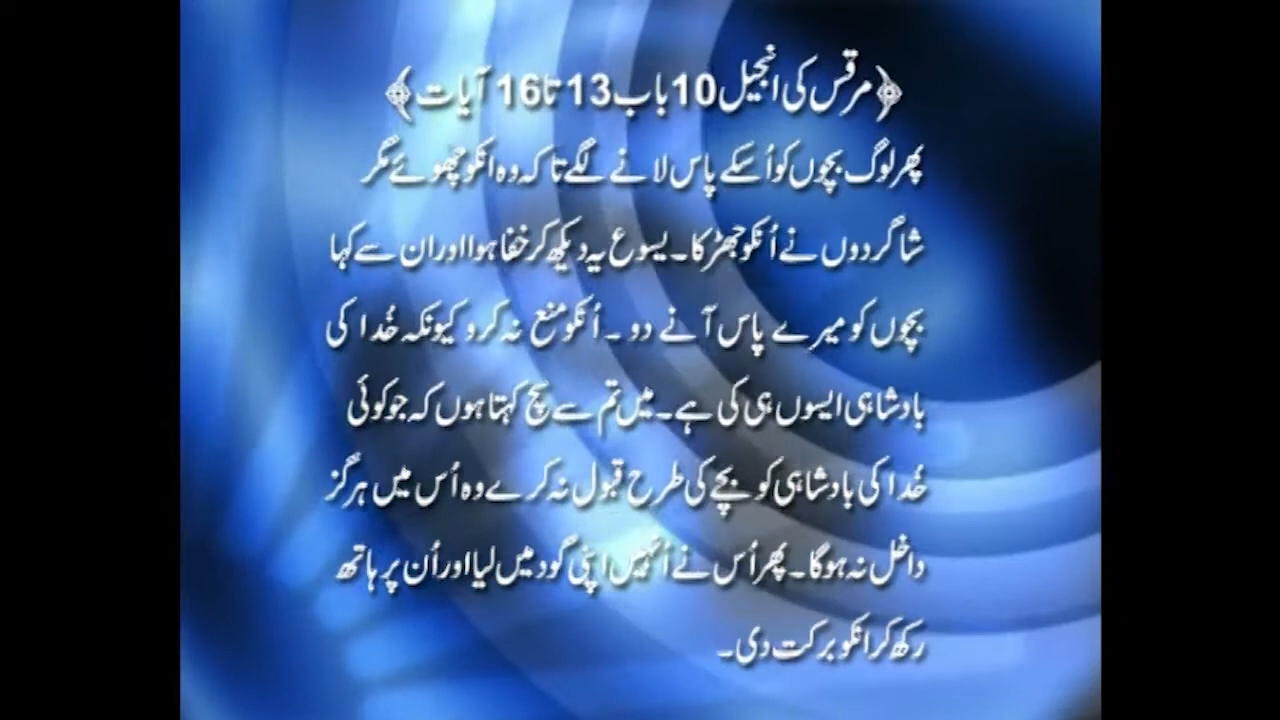 ﴿مرقس کی انجیل 10 باب 13 تا 16 آیات﴾
پھر لوگ بچوں کو اُسکے پاس لانے لگے تاکہ وہ انکو چھوئے مگر
شاگردوں نے اُنکو جھڑکا۔ یسوع یہ دیکھ کر خفا ہوا اور ان سے کہا
بچوں کو میرے پاس آنے دو ۔ اُنکو منع نہ کرو کیونکہ خُدا کی
بادشاہی ایسوں ہی کی ہے۔ میں تم سے سچ کہتا ہوں کہ جو کوئی
خُدا کی بادشاہی کو بچے کی طرح قبول نہ کرے وہ اُس میں ہرگز
داخل نہ ہوگا۔ پھر اُس نے اُنہیں اپنی گود میں لیا اور اُن پر ہاتھ
رکھ کر انکو برکت دی۔